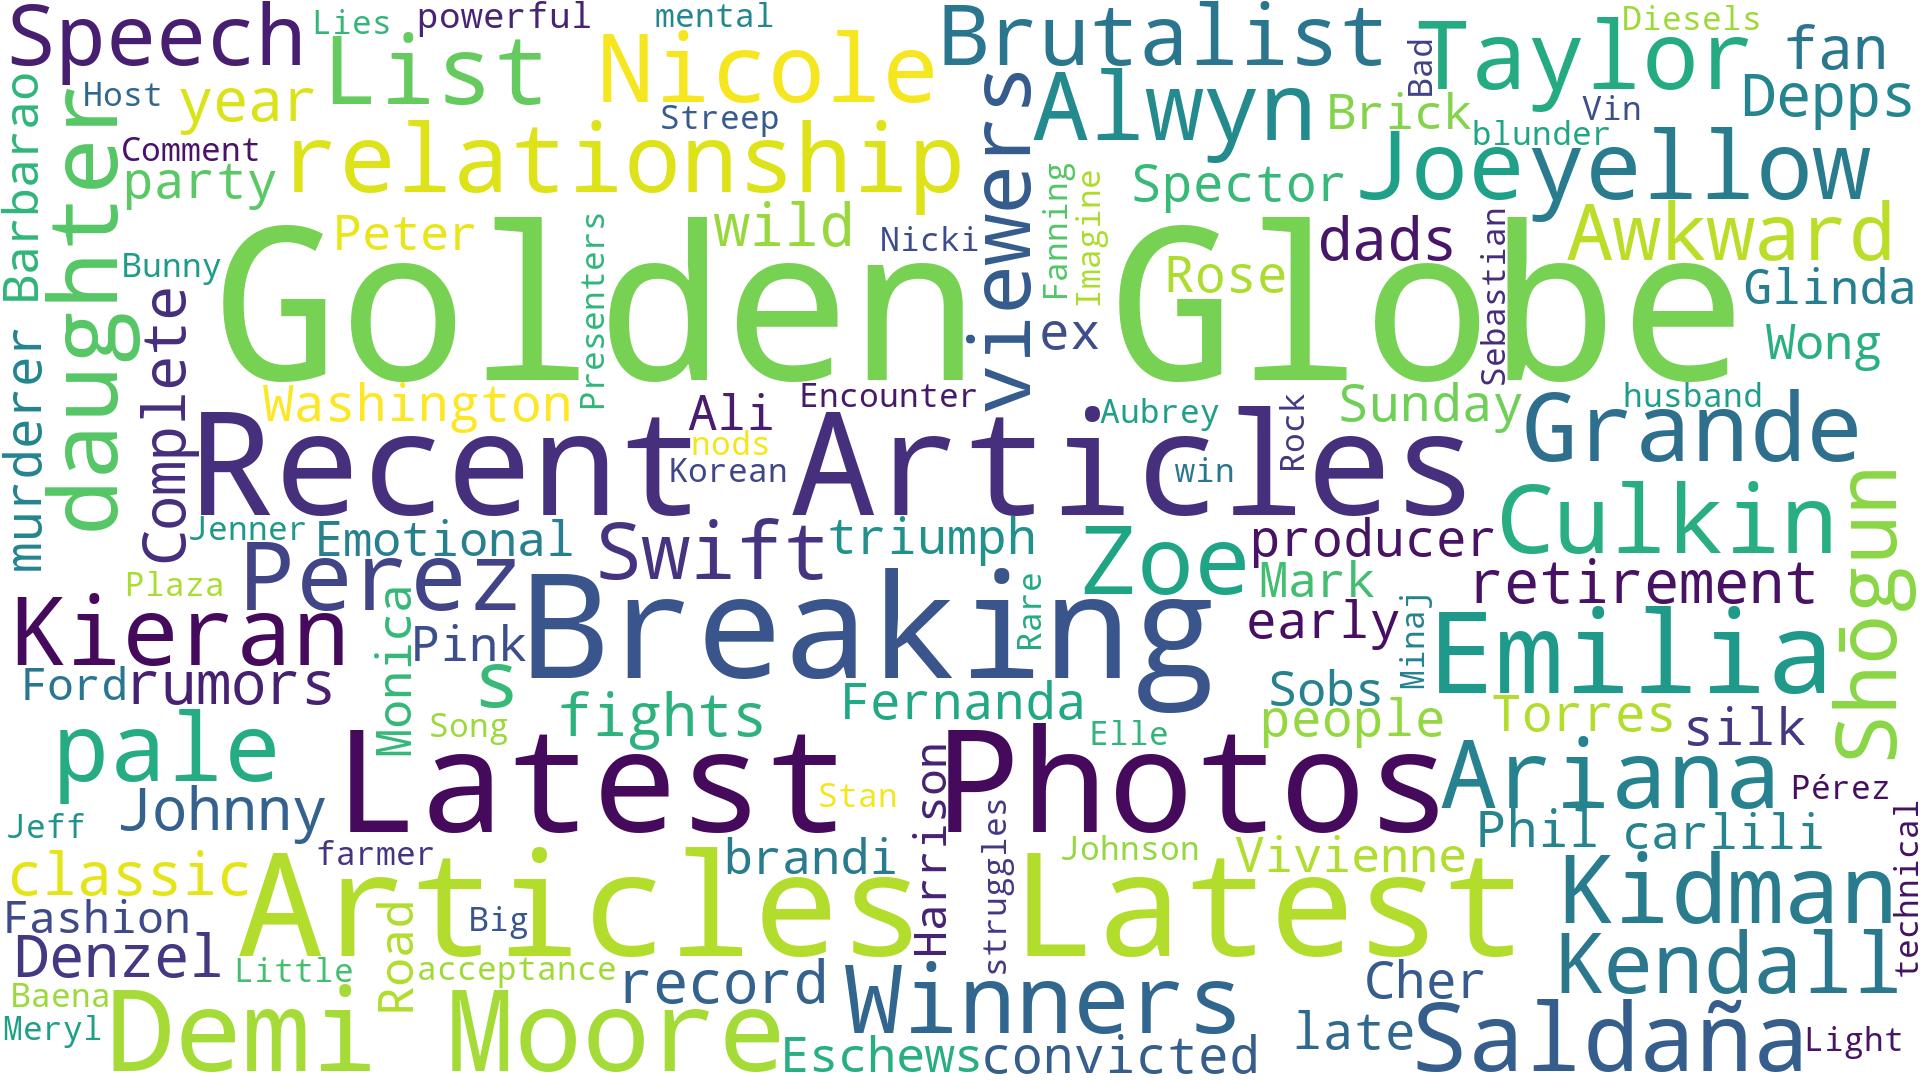 Speech
Lies
powerful
mental
Brutalist
Diesels
List
Nicole
Taylor
fan
Bad
Host
year
Streep
Alwyn
Brick
Vin
Depps
Barbarao
daughter
Comment
relationship
viewers
blunder
party
Fanning
Imagine
Spector
Joe
yellow
Peter
Presenters
wild
Nicki
dads
Sebastian
Awkward
Bunny
Golden Globe
Rose
Glinda
Complete
ex
Wong
murderer
Washington
Ali
Encounter
Aubrey
Rock
Sunday
husband
nods
Grande
Recent Articles
Korean
win
Jenner
Emotional
Swift
triumph
Zoe
producer
Culkin
Shōgun
Plaza
Perez
Breaking
Rare
Mark
retirement
Kieran
Monica
Pink
early
Minaj
Emilia
Ford
rumors
s
fights
Fernanda
Sobs
people
Torres
silk
pale
Song
Elle
Latest Photos
Stan
Ariana
Pérez
Jeff
Johnny
Harrison
struggles
Phil
carlili
technical
farmer
brandi
Johnson
Vivienne
classic
Articles Latest
Kidman
Fashion
Road
Big
Denzel
Little
acceptance
record
Winners
Cher
Kendall
Baena
Meryl
Demi Moore
Eschews
convicted
late
Saldaña
Light